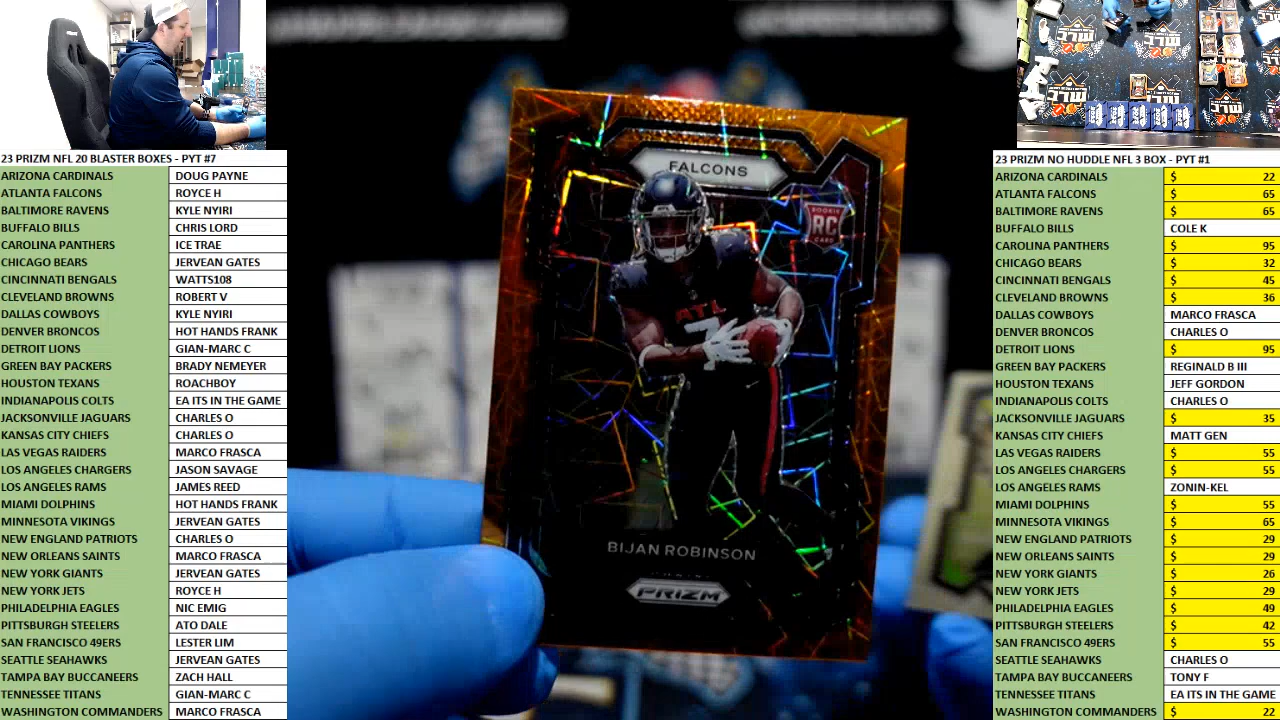 23 PRIZM NFL 20 BLASTER BOXES - PYT #7
ARIZONA CARDINALS DOUG PAYNE
ATLANTA FALCONS ROYCE H
BALTIMORE RAVENS KYLE NYIRI
BUFFALO BILLS CHRIS LORD
CAROLINA PANTHERS ICE TRAE
CHICAGO BEARS JERVEAN GATES
CINCINNATI BENGALS WATTS108
CLEVELAND BROWNS ROBERT V
DALLAS COWBOYS KYLE NYIRI
DENVER BRONCOS HOT HANDS FRANK
DETROIT LIONS GIAN-MARC C
GREEN BAY PACKERS BRADY NEMEYER
HOUSTON TEXANS ROACHBOY
INDIANAPOLIS COLTS EA ITS IN THE GAME
JACKSONVILLE JAGUARS CHARLES O
KANSAS CITY CHIEFS CHARLES O
LAS VEGAS RAIDERS MARCO FRASCA
LOS ANGELES CHARGERS JASON SAVAGE
LOS ANGELES RAMS JAMES REED
MIAMI DOLPHINS HOT HANDS FRANK
MINNESOTA VIKINGS JERVEAN GATES
NEW ENGLAND PATRIOTS CHARLES O
NEW ORLEANS SAINTS MARCO FRASCA
NEW YORK GIANTS JERVEAN GATES
NEW YORK JETS ROYCE H
PHILADELPHIA EAGLES NIC EMIG
PITTSBURGH STEELERS ATO DALE
SAN FRANCISCO 49ERS LESTER LIM
SEATTLE SEAHAWKS JERVEAN GATES
TAMPA BAY BUCCANEERS ZACH HALL
TENNESSEE TITANS GIAN-MARC C
WASHINGTON COMMANDERS MARCO FRASCA
FALCONS
ROOKIE
RC
CARD
ATL
7
BIJAN ROBINSON
PANINI
PRIZM
23 PRIZM NO HUDDLE NFL 3 BOX - PYT #1
ARIZONA CARDINALS $ 22
ATLANTA FALCONS $ 65
BALTIMORE RAVENS $ 65
BUFFALO BILLS COLE K
CAROLINA PANTHERS $ 95
CHICAGO BEARS $ 32
CINCINNATI BENGALS $ 45
CLEVELAND BROWNS $ 36
DALLAS COWBOYS MARCO FRASCA
DENVER BRONCOS CHARLES O
DETROIT LIONS $ 95
GREEN BAY PACKERS REGINALD B III
HOUSTON TEXANS JEFF GORDON
INDIANAPOLIS COLTS CHARLES O
JACKSONVILLE JAGUARS $ 35
KANSAS CITY CHIEFS MATT GEN
LAS VEGAS RAIDERS $ 55
LOS ANGELES CHARGERS $ 55
LOS ANGELES RAMS ZONIN-KEL
MIAMI DOLPHINS $ 55
MINNESOTA VIKINGS $ 65
NEW ENGLAND PATRIOTS $ 29
NEW ORLEANS SAINTS $ 29
NEW YORK GIANTS $ 26
NEW YORK JETS $ 29
PHILADELPHIA EAGLES $ 49
PITTSBURGH STEELERS $ 42
SAN FRANCISCO 49ERS $ 55
SEATTLE SEAHAWKS CHARLES O
TAMPA BAY BUCCANEERS TONY F
TENNESSEE TITANS EA ITS IN THE GAME
WASHINGTON COMMANDERS $ 22